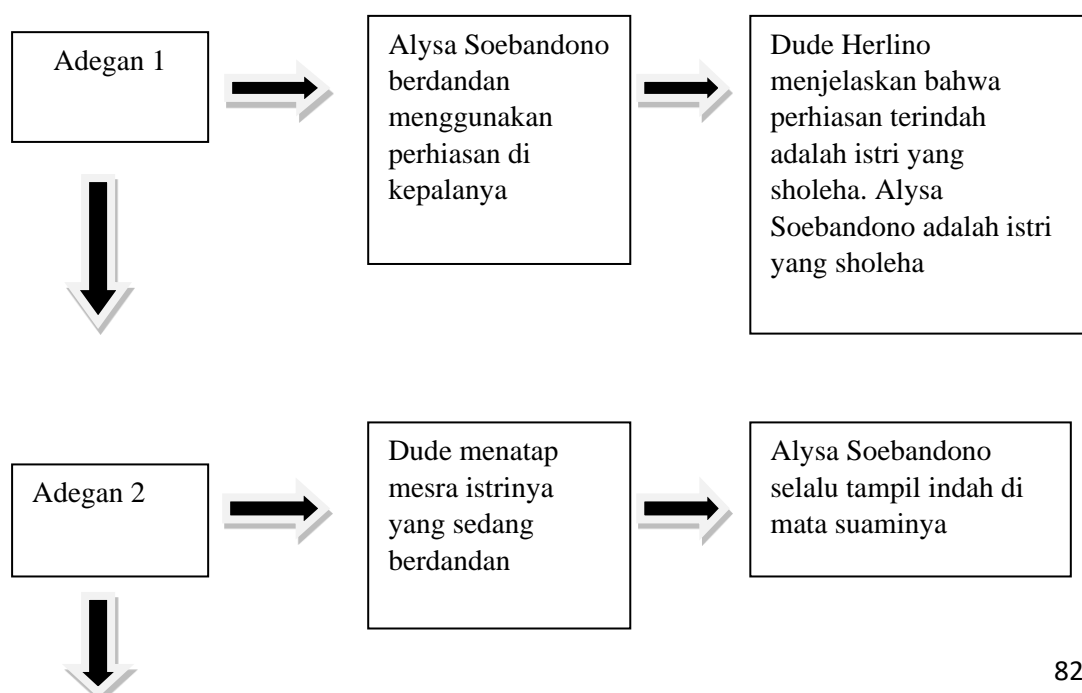 Adegan 1
Alysa Soebandono
berdandan
menggunakan
perhiasan di
kepalanya
Dude Herlino
menjelaskan bahwa
perhiasan terindah
adalah istri yang
sholeha. Alysa
Soebandono adalah istri
yang sholeha
Adegan 2
Dude menatap
mesra istrinya
yang sedang
berdandan
Alysa Soebandono
selalu tampil indah di
mata suaminya
82